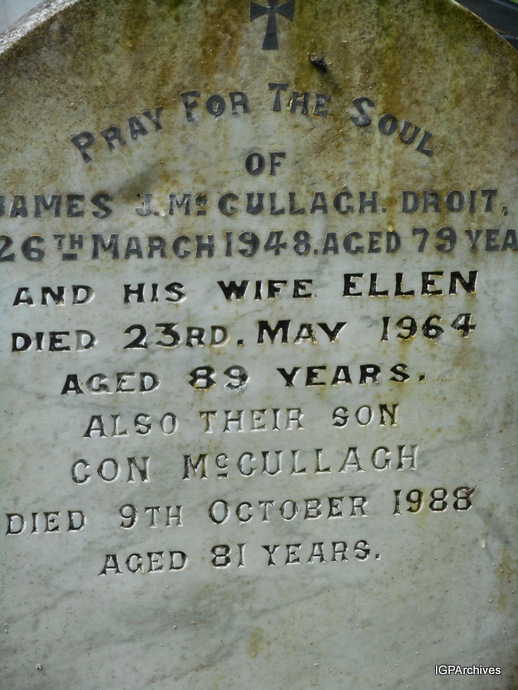 PRAY FOR THE SOUL
OF
JAMES J. McCULLAGH. DROIT,
26TH MARCH 1948. AGED 79 YEA
AND HIS WIFE ELLEN
DIED 23RD. MAY 1964
AGED 89 YEARS.
ALSO THEIR SON
CON McCULLAGH
DIED 9TH OCTOBER 1988
AGED 81 YEARS.
IGPArchives